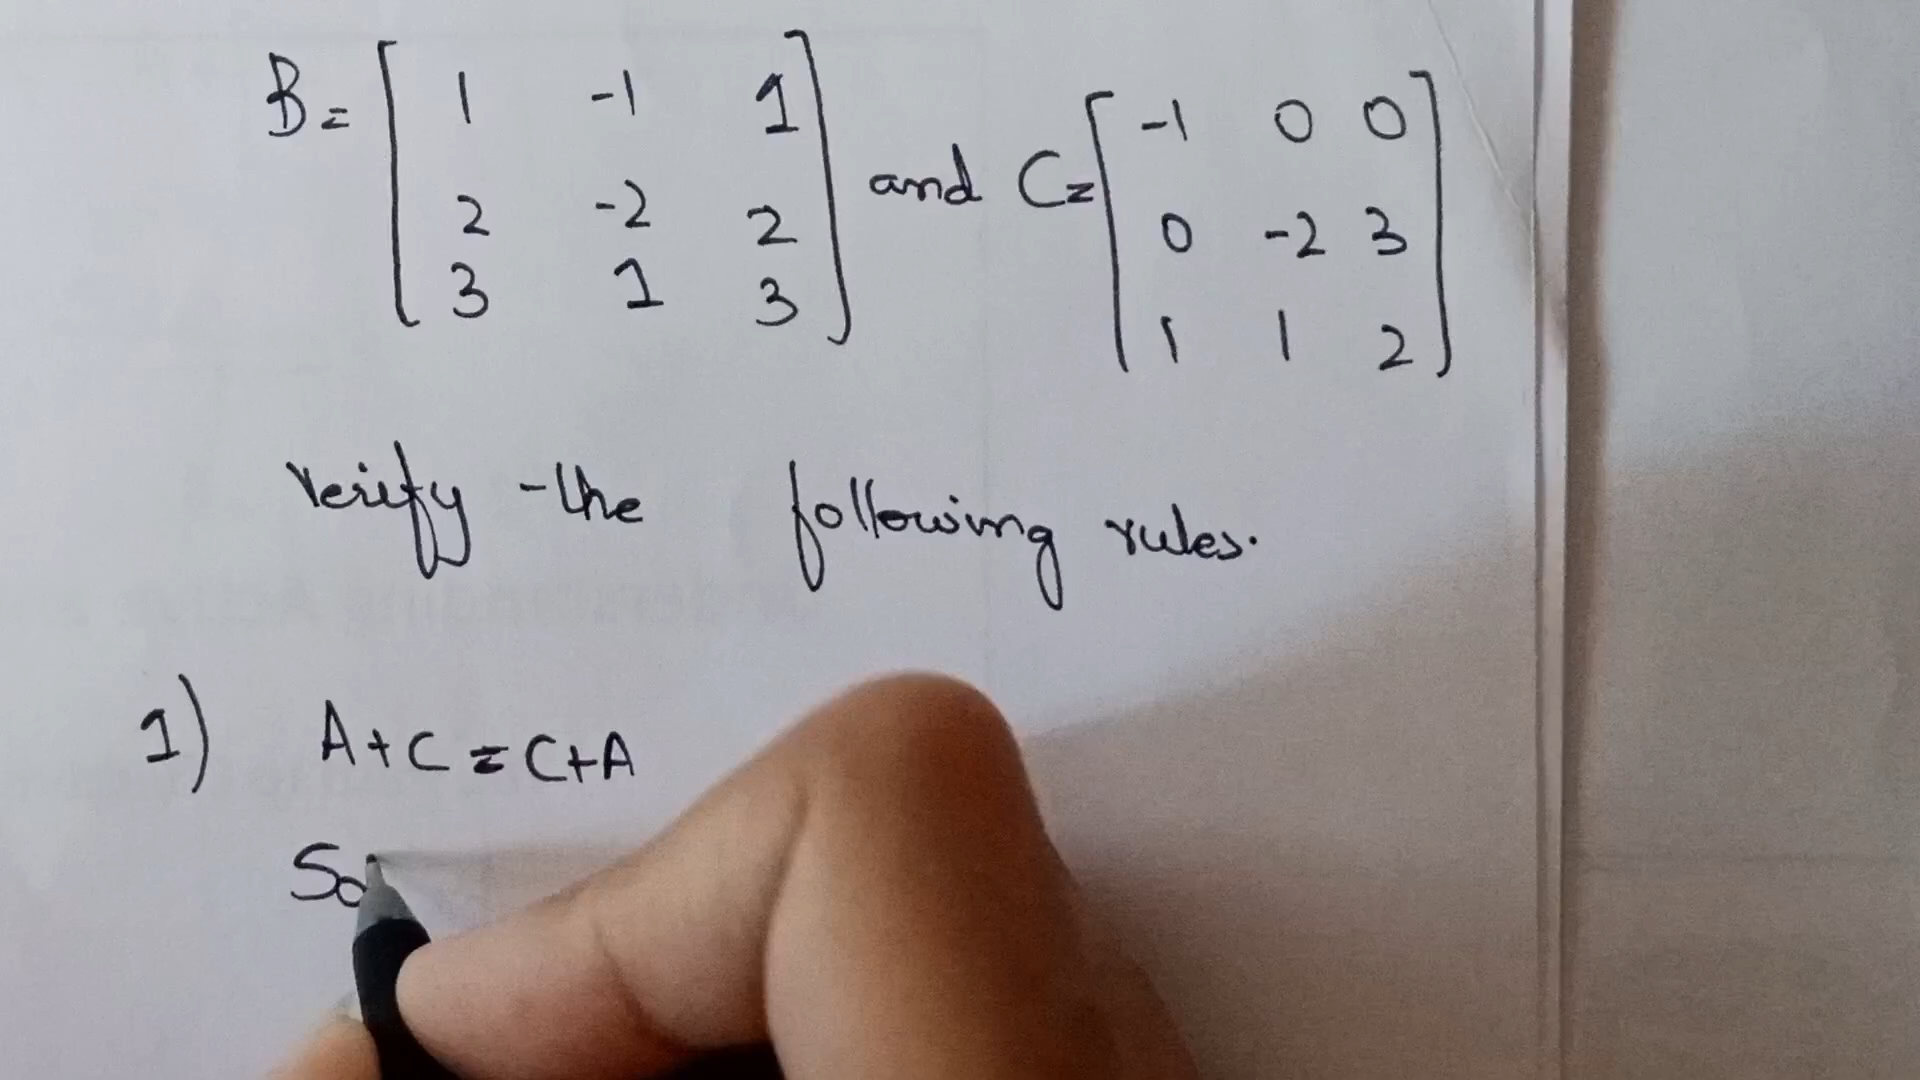 B = [ 1 -1 1 ] and C = [ -1 0 0 ]
2 -2 2 0 -2 3
3 1 3 1 1 2
verify the following rules.
1) A+C = C+A
So